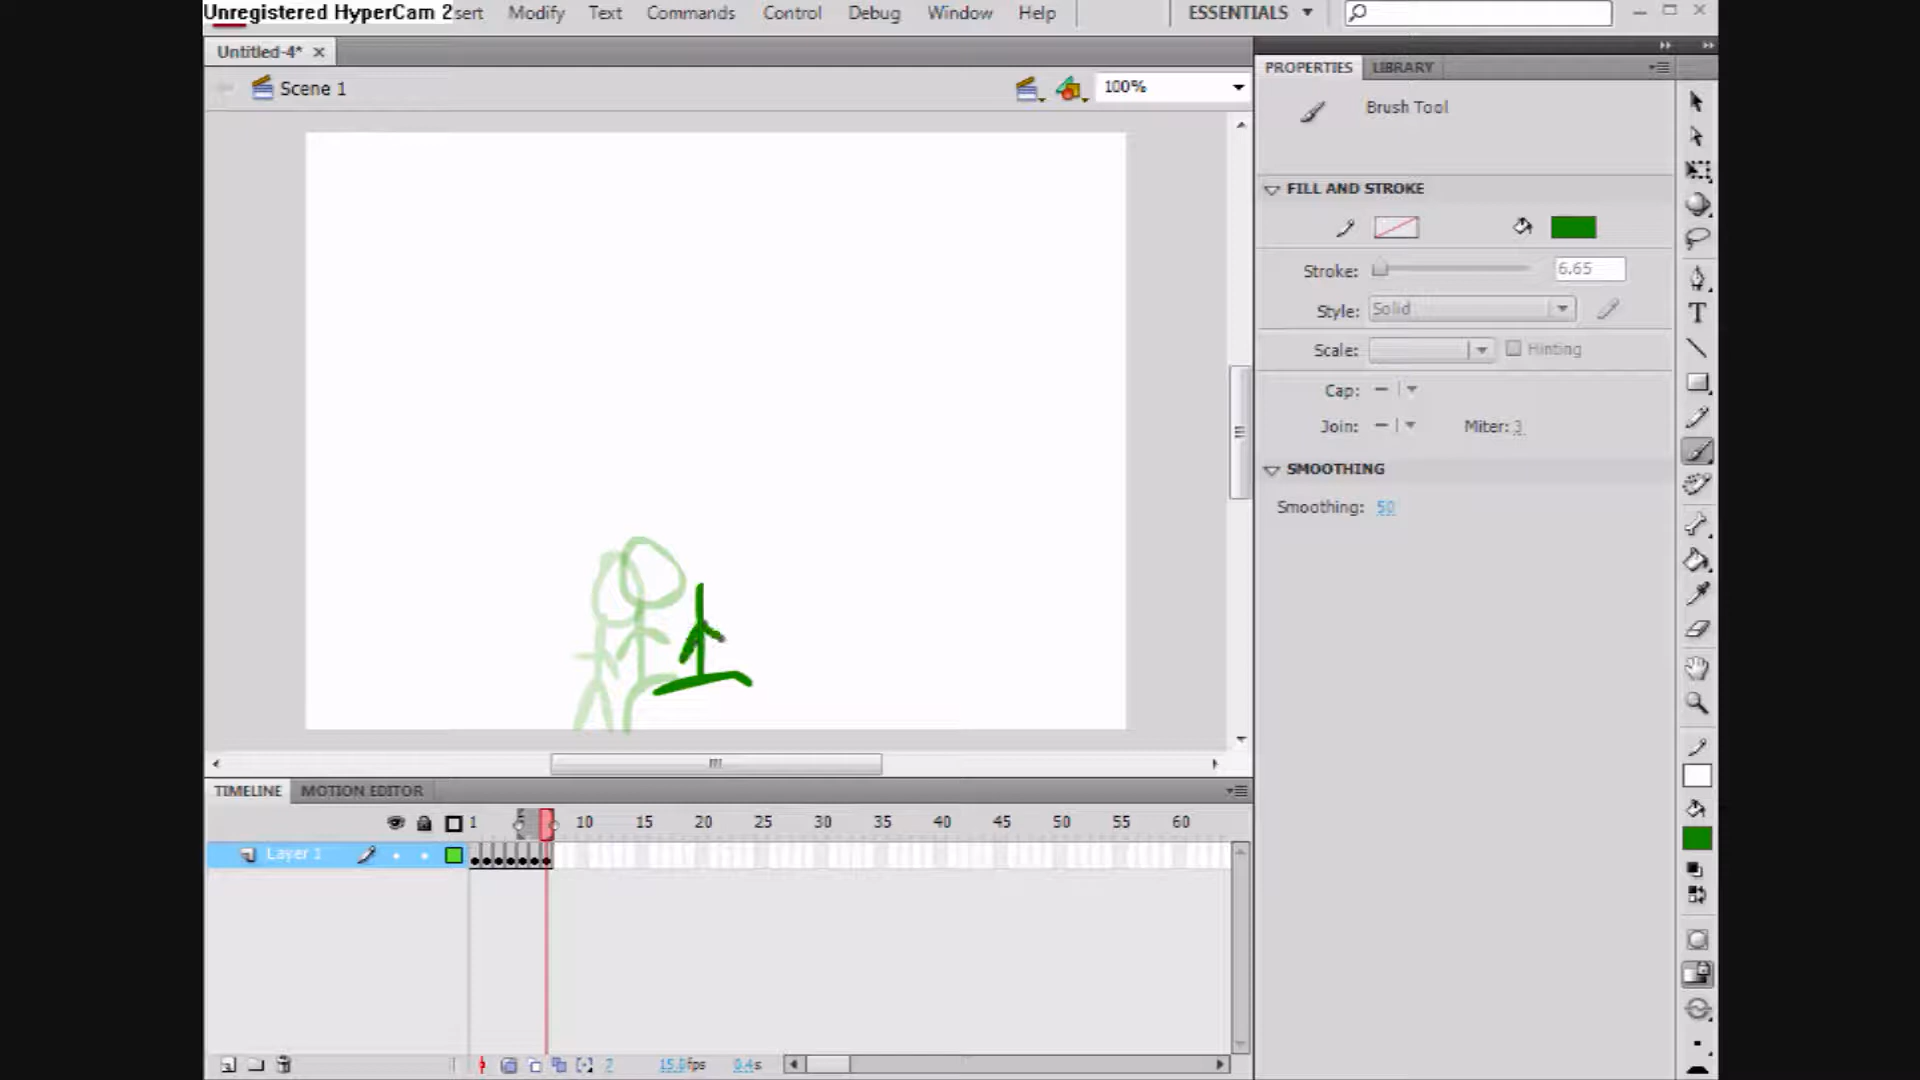 Unregistered HyperCam 2sert Modify Text Commands Control Debug Window Help ESSENTIALS
Untitled-4*
Scene 1 100%
PROPERTIES LIBRARY
Brush Tool
FILL AND STROKE
Stroke: 6.65
Style: Solid
Scale: Hinting
Cap:
Join: Miter: 3
SMOOTHING
Smoothing: 50
TIMELINE MOTION EDITOR
1 10 15 20 25 30 35 40 45 50 55 60
Layer 1
7 15.0fps 0.4s